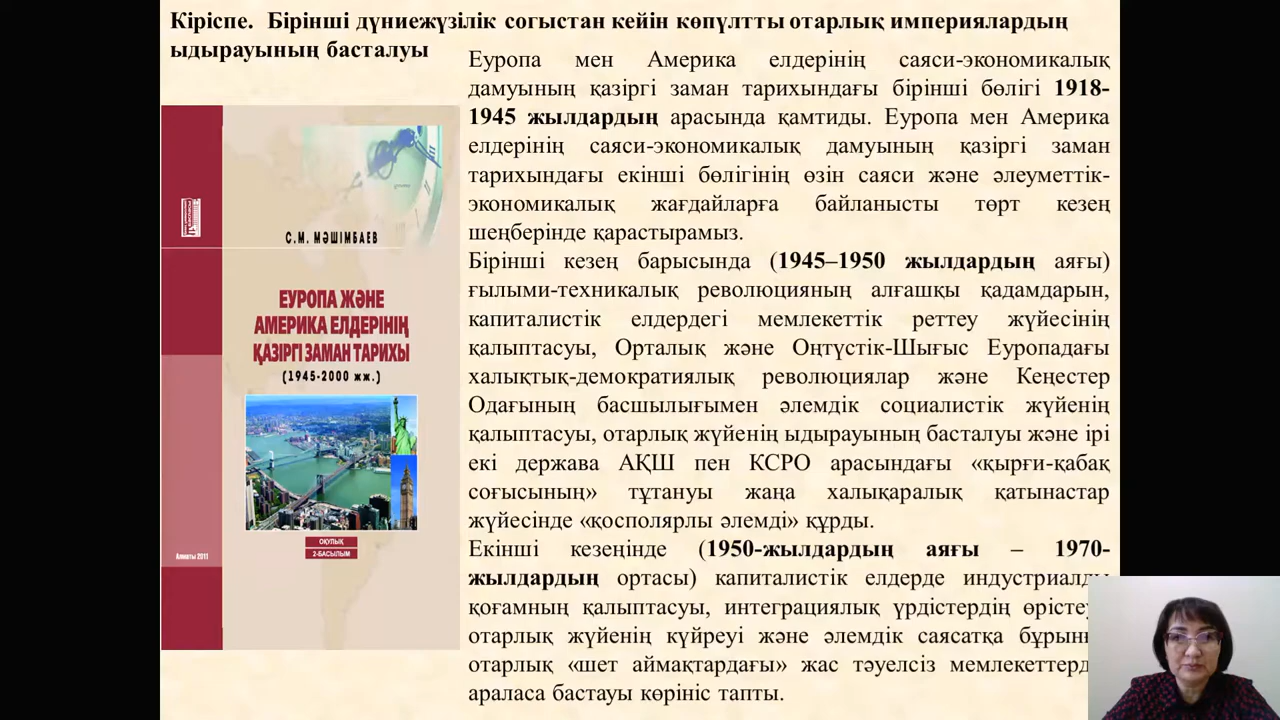 Кіріспе. Бірінші дүниежүзілік соғыстан кейін көпұлтты отарлық империялардың
ыдырауының басталуы
Еуропа мен Америка елдерінің саяси-экономикалық
дамуының қазіргі заман тарихындағы бірінші бөлігі 1918-
1945 жылдардың арасында қамтиды. Еуропа мен Америка
елдерінің саяси-экономикалық дамуының қазіргі заман
тарихындағы екінші бөлігінің өзін саяси және әлеуметтік-
экономикалық жағдайларға байланысты төрт кезең
шеңберінде қарастырамыз.
Бірінші кезең барысында (1945–1950 жылдардың аяғы)
ғылыми-техникалық революцияның алғашқы қадамдарын,
капиталистік елдердегі мемлекеттік реттеу жүйесінің
қалыптасуы, Орталық және Оңтүстік-Шығыс Еуропадағы
халықтық-демократиялық революциялар және Кеңестер
Одағының басшылығымен әлемдік социалистік жүйенің
қалыптасуы, отарлық жүйенің ыдырауының басталуы және ірі
екі держава АҚШ пен КСРО арасындағы «қырғи-қабақ
соғысының» тұтануы жаңа халықаралық қатынастар
жүйесінде «қосполярлы әлемді» құрды.
Екінші кезеңінде (1950-жылдардың аяғы – 1970-
жылдардың ортасы) капиталистік елдерде
қоғамның қалыптасуы, интеграциялық үрдістердің
отарлық жүйенің күйреуі және әлемдік саясатқа
отарлық «шет аймақтардағы» жас тәуелсіз
араласа бастауы көрініс тапты.
С.М. МӘШІМБАЕВ
ЕУРОПА ЖӘНЕ
АМЕРИКА ЕЛДЕРІНІҢ
ҚАЗІРГІ ЗАМАН ТАРИХЫ
(1945-2000 жж.)
ОҚУЛЫҚ
2-БАСЫЛЫМ
Алматы 2011